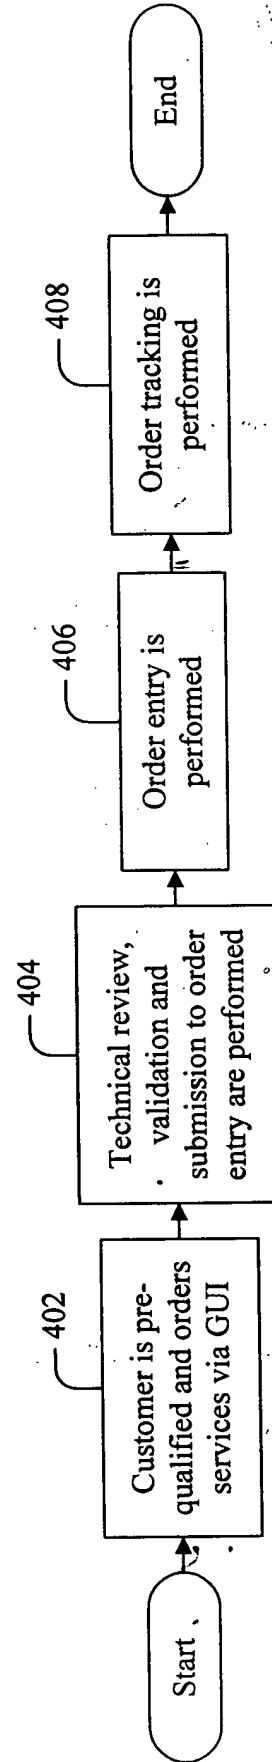 Start
402
Customer is pre-
qualified and orders
services via GUI
404
Technical review,
validation and
submission to order
entry are performed
406
Order entry is
performed
408
Order tracking is
performed
End